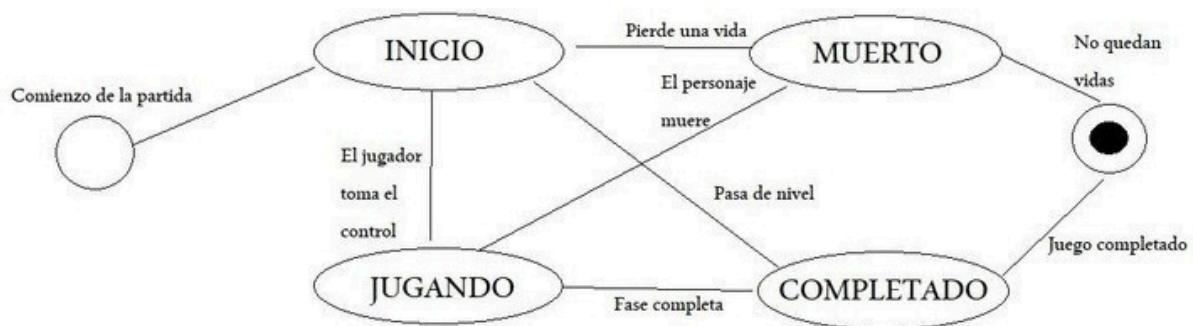 Pierde una vida
INICIO
MUERTO
No quedan
vidas
Comienzo de la partida
El personaje
muere
El jugador
toma el
control
Pasa de nivel
Juego completado
JUGANDO
Fase completa
COMPLETADO